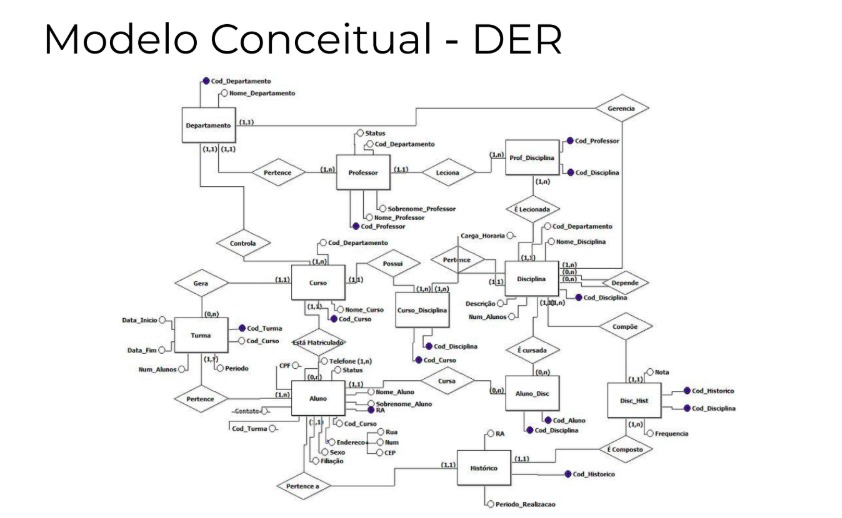 Modelo Conceitual - DER
Cod_Departamento
Nome_Departamento
Departamento
(1,1)
Gerencia
(1,1)
(1,1)
Status
Cod_Departamento
Pertence
(1,n)
Professor
(1,1)
Leciona
(1,n)
Prof_Disciplina
Cod_Professor
Cod_Disciplina
(1,n)
Sobrenome_Professor
Nome_Professor
Cod_Professor
É Lecionada
Controla
Cod_Departamento
(1,n)
Carga_Horaria
Cod_Departamento
Nome_Disciplina
Possui
Pertence
(1,1)
(1,n)
(0,n)
(0,n)
Gera
(1,1)
Curso
(1,1)
(1,n)
(1,n)
(1,1)
Disciplina
Depende
Cod_Disciplina
(1,1)
Nome_Curso
Cod_Curso
Curso_Disciplina
Descrição
Num_Alunos
(0,n)
Data_Inicio
Turma
Cod_Turma
Cod_Curso
Data_Fim
Num_Alunos
(1,1)
Periodo
Está Matriculado
Cod_Disciplina
Cod_Curso
É cursada
Compõe
CPF
Telefone (1,n)
Status
(0,n)
Pertence
(1,n)
Aluno
(1,1)
Cursa
(0,n)
(0,n)
Aluno_Disc
Nome_Aluno
Sobrenome_Aluno
RA
Contato
Cod_Turma
Cod_Curso
Endereco
Rua
Num
CEP
Sexo
Filiação
Cod_Aluno
Cod_Disciplina
Nota
(1,1)
Disc_Hist
Cod_Historico
Cod_Disciplina
(1,n)
Frequencia
RA
É Composto
Pertence a
(1,1)
Histórico
(1,1)
Cod_Historico
Periodo_Realizacao